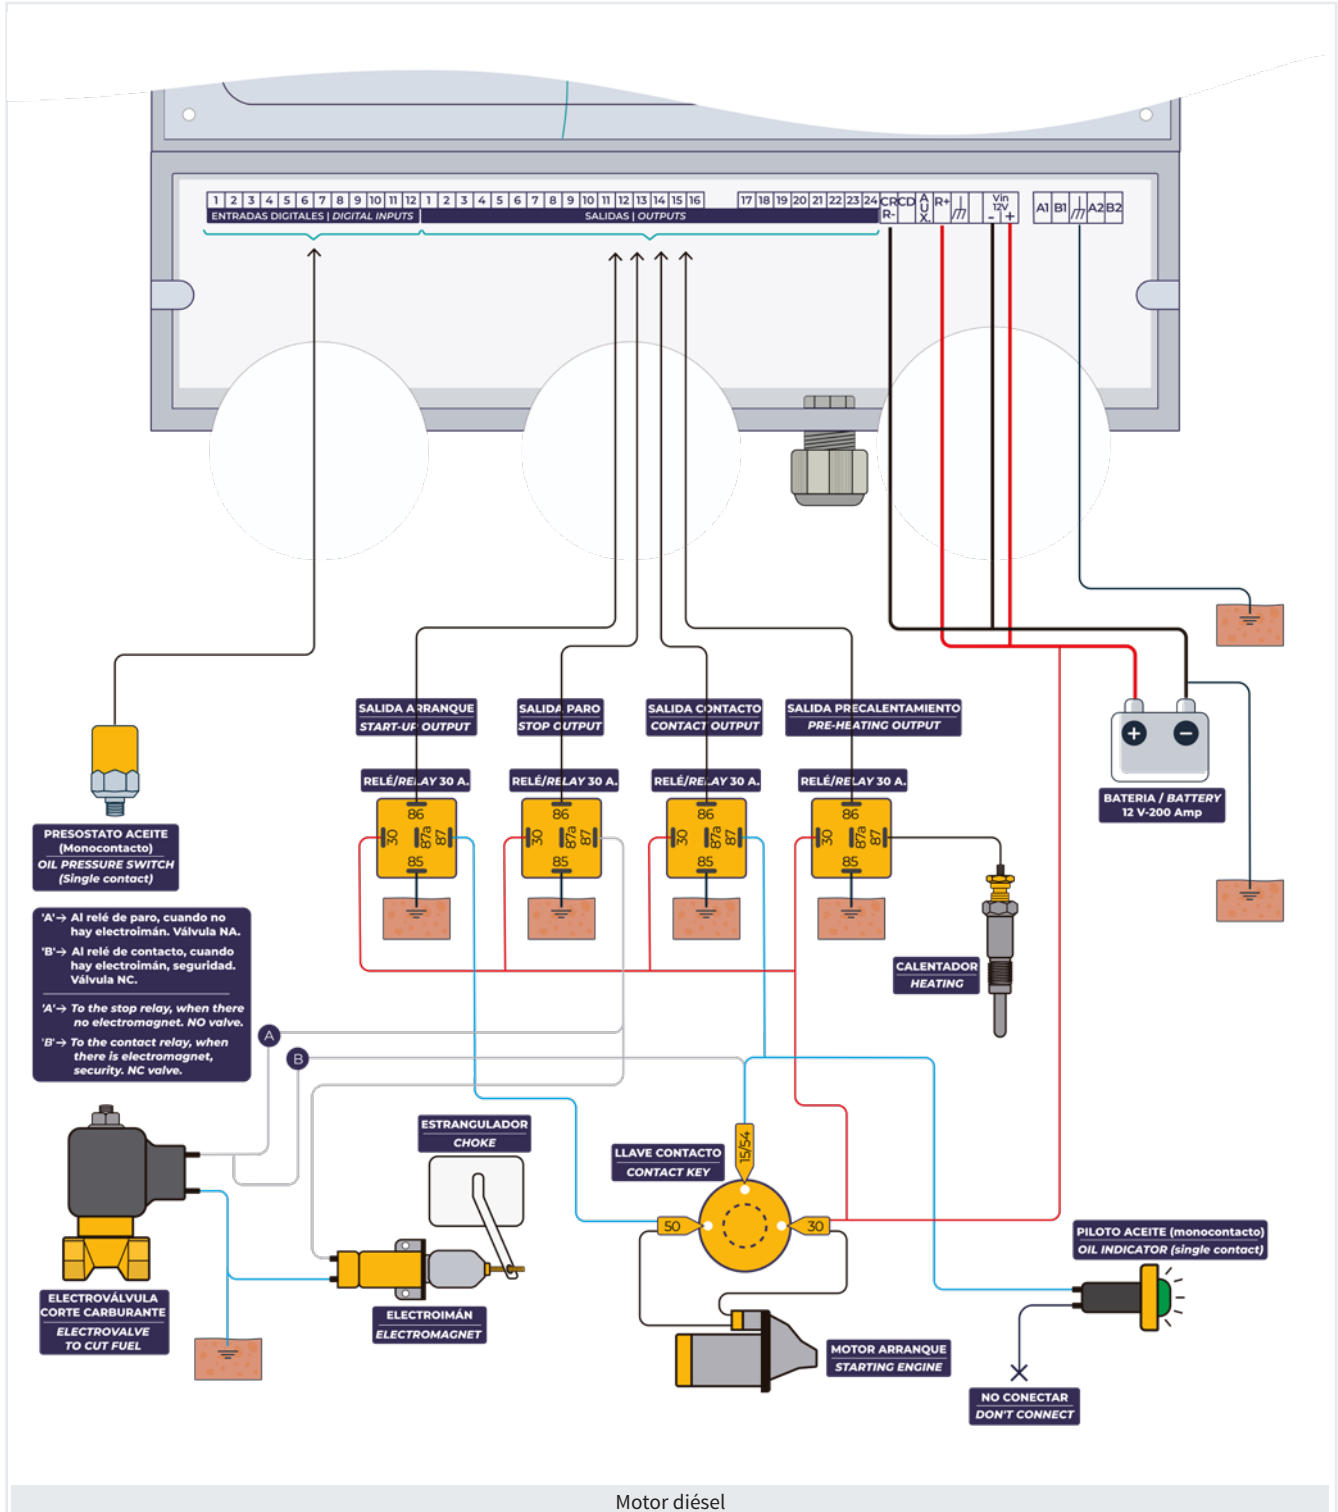 1 2 3 4 5 6 7 8 9 10 11 12 1 2 3 4 5 6 7 8 9 10 11 12 13 14 15 16 17 18 19 20 21 22 23 24 CR R- CD AUX. R+ Vin 12V - + A1 B1 A2 B2
ENTRADAS DIGITALES | DIGITAL INPUTS
SALIDAS | OUTPUTS
SALIDA ARRANQUE
START-UP OUTPUT
SALIDA PARO
STOP OUTPUT
SALIDA CONTACTO
CONTACT OUTPUT
SALIDA PRECALENTAMIENTO
PRE-HEATING OUTPUT
RELÉ/RELAY 30 A.
RELÉ/RELAY 30 A.
RELÉ/RELAY 30 A.
RELÉ/RELAY 30 A.
86
30 87a 87
85
86
30 87a 87
85
86
30 87a 87
85
86
30 87a 87
85
+ −
BATERIA / BATTERY
12 V-200 Amp
PRESOSTATO ACEITE
(Monocontacto)
OIL PRESSURE SWITCH
(Single contact)
'A'→ Al relé de paro, cuando no
hay electroimán. Válvula NA.
'B'→ Al relé de contacto, cuando
hay electroimán, seguridad.
Válvula NC.
'A'→ To the stop relay, when there
no electromagnet. NO valve.
'B'→ To the contact relay, when
there is electromagnet,
security. NC valve.
CALENTADOR
HEATING
A
B
ESTRANGULADOR
CHOKE
LLAVE CONTACTO
CONTACT KEY
15/54
50
30
PILOTO ACEITE (monocontacto)
OIL INDICATOR (single contact)
ELECTROVÁLVULA
CORTE CARBURANTE
ELECTROVALVE
TO CUT FUEL
ELECTROIMÁN
ELECTROMAGNET
MOTOR ARRANQUE
STARTING ENGINE
NO CONECTAR
DON'T CONNECT
Motor diésel